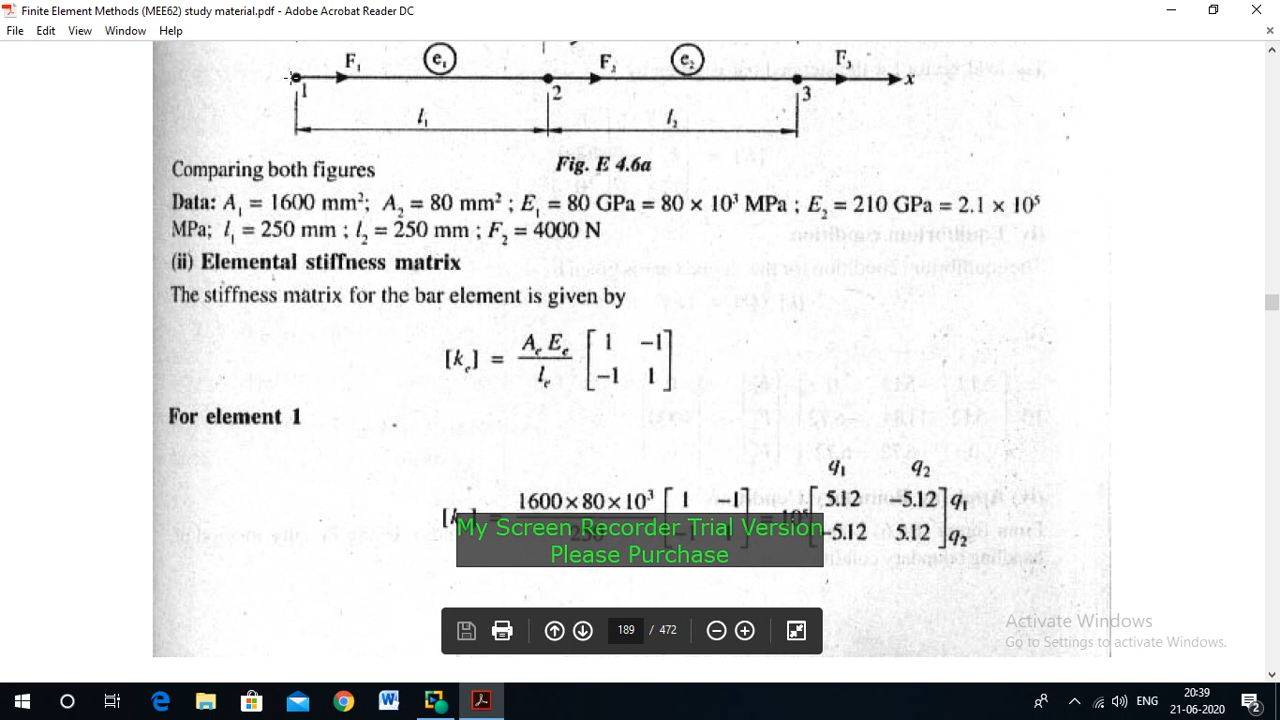 Finite Element Methods (MEE62) study material.pdf - Adobe Acrobat Reader DC
File Edit View Window Help
F₁ e₁ F₂ e₂ F₃
1 2 3 x
l₁ l₂
Comparing both figures Fig. E 4.6a
Data: A₁ = 1600 mm²; A₂ = 80 mm² ; E₁ = 80 GPa = 80 × 10³ MPa ; E₂ = 210 GPa = 2.1 × 10⁵
MPa; l₁ = 250 mm ; l₂ = 250 mm ; F₂ = 4000 N
(ii) Elemental stiffness matrix
The stiffness matrix for the bar element is given by
[kₑ] = Aₑ Eₑ / lₑ [ 1 −1
−1 1 ]
For element 1
q₁ q₂
1600 × 80 × 10³ [ 1 −1 ] [ 5.12 −5.12 ] q₁
−5.12 5.12 q₂
My Screen Recorder Trial Version
Please Purchase
189 / 472
Activate Windows
Go to Settings to activate Windows.
ENG 20:39
21-06-2020
2